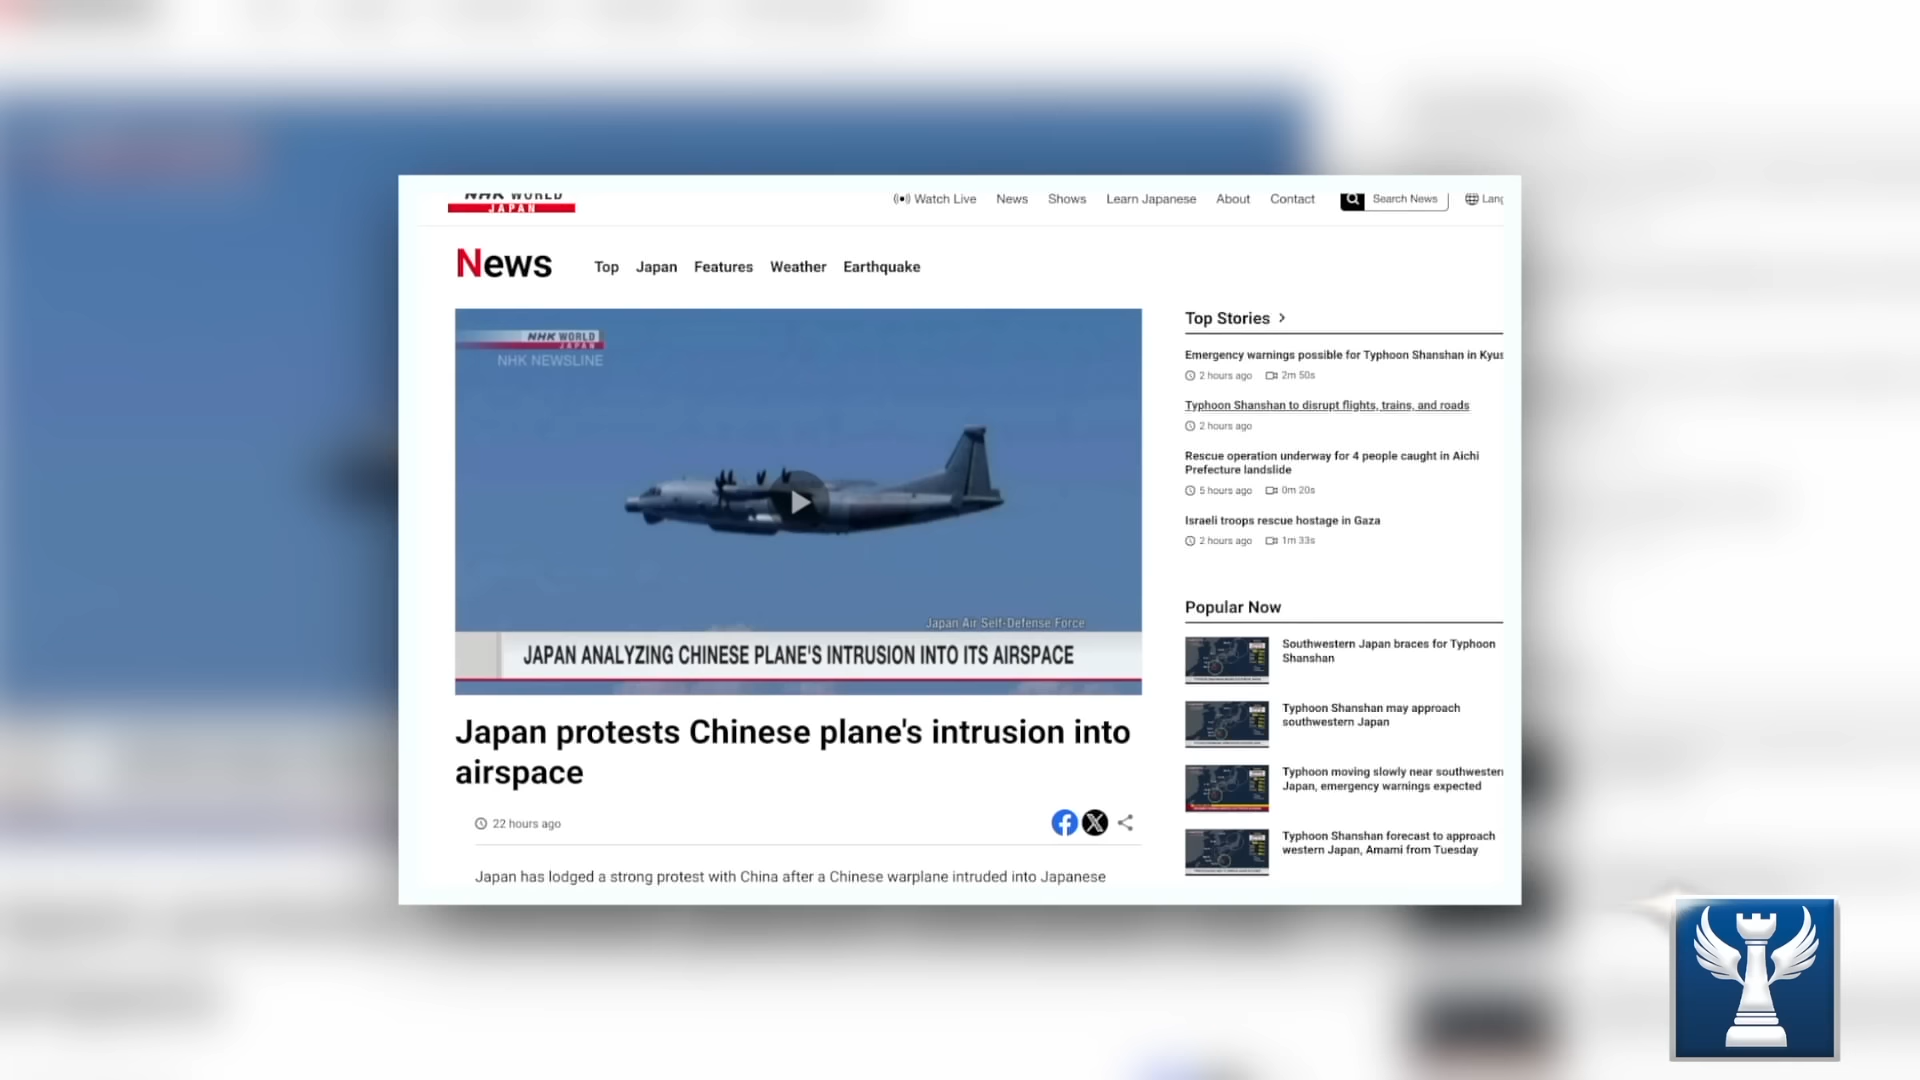 NHK WORLD
JAPAN
Watch Live News Shows Learn Japanese About Contact Search News Lang
News Top Japan Features Weather Earthquake
NHK WORLD
JAPAN
NHK NEWSLINE
Japan Air Self-Defense Force
JAPAN ANALYZING CHINESE PLANE'S INTRUSION INTO ITS AIRSPACE
Japan protests Chinese plane's intrusion into
airspace
22 hours ago
Japan has lodged a strong protest with China after a Chinese warplane intruded into Japanese
Top Stories
Emergency warnings possible for Typhoon Shanshan in Kyus
2 hours ago 2m 50s
Typhoon Shanshan to disrupt flights, trains, and roads
2 hours ago
Rescue operation underway for 4 people caught in Aichi
Prefecture landslide
5 hours ago 0m 20s
Israeli troops rescue hostage in Gaza
2 hours ago 1m 33s
Popular Now
Southwestern Japan braces for Typhoon
Shanshan
Typhoon Shanshan may approach
southwestern Japan
Typhoon moving slowly near southwestern
Japan, emergency warnings expected
Typhoon Shanshan forecast to approach
western Japan, Amami from Tuesday